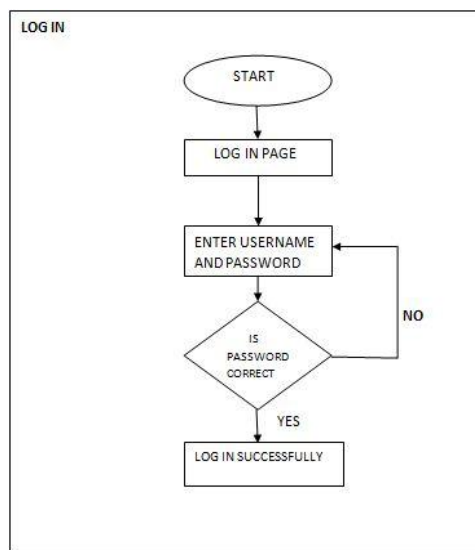 LOG IN
START
LOG IN PAGE
ENTER USERNAME
AND PASSWORD
NO
IS
PASSWORD
CORRECT
YES
LOG IN SUCCESSFULLY